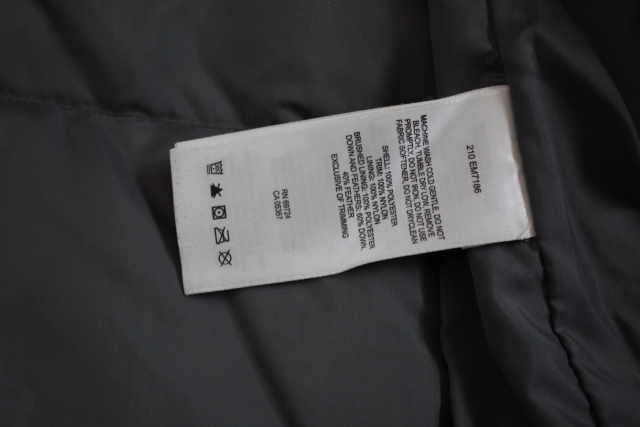 210 EM7186
MACHINE WASH COLD GENTLE, DO NOT
BLEACH, TUMBLE DRY LOW, REMOVE
PROMPTLY, DO NOT IRON, DO NOT USE
FABRIC SOFTENER, DO NOT DRYCLEAN
SHELL: 100% POLYESTER
TRIM: 100% NYLON
LINING: 100% NYLON
BRUSHED LINING: 100% POLYESTER
DOWN AND FEATHERS: 60% DOWN,
40% FEATHER
EXCLUSIVE OF TRIMMING
RN 69724
CA 05367